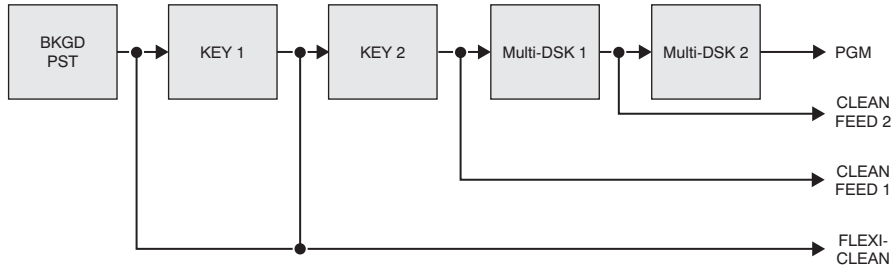 BKGD
PST
KEY 1
KEY 2
Multi-DSK 1
Multi-DSK 2
PGM
CLEAN
FEED 2
CLEAN
FEED 1
FLEXI-
CLEAN